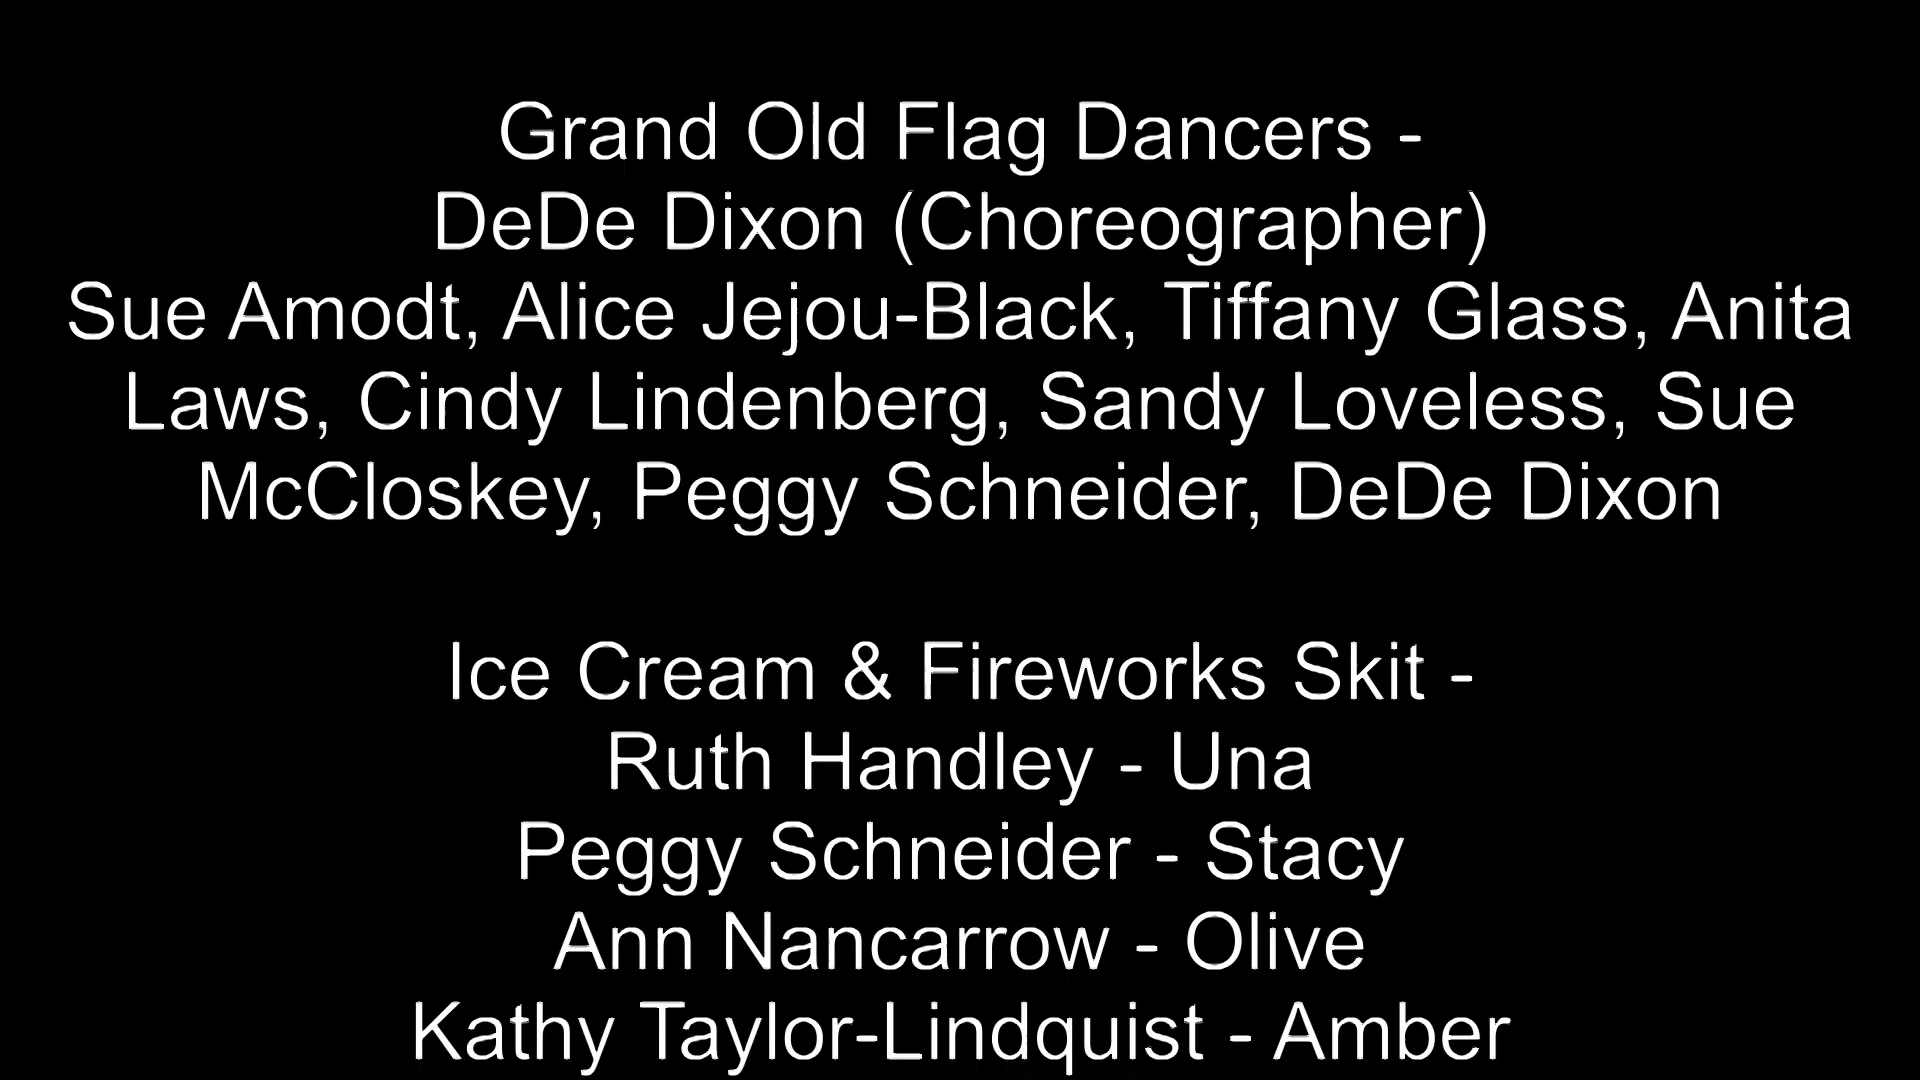 Grand Old Flag Dancers -
DeDe Dixon (Choreographer)
Sue Amodt, Alice Jejou-Black, Tiffany Glass, Anita
Laws, Cindy Lindenberg, Sandy Loveless, Sue
McCloskey, Peggy Schneider, DeDe Dixon
Ice Cream & Fireworks Skit -
Ruth Handley - Una
Peggy Schneider - Stacy
Ann Nancarrow - Olive
Kathy Taylor-Lindquist - Amber